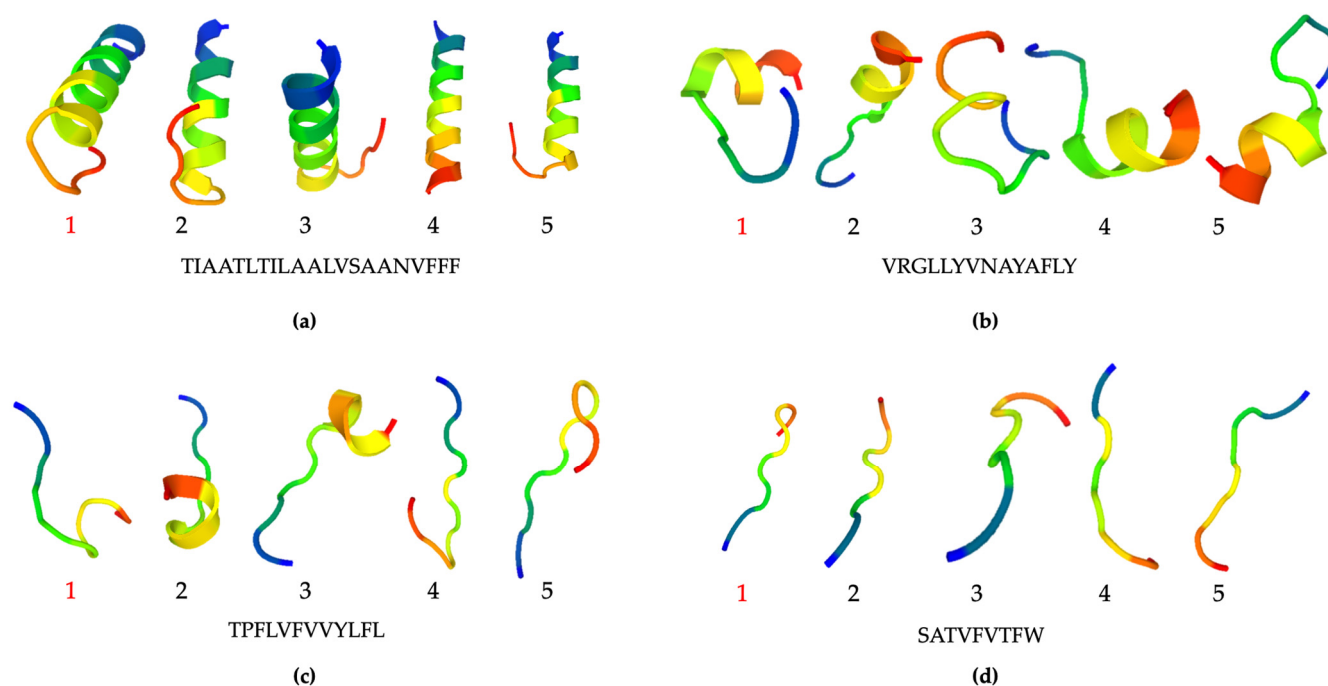 1 2 3 4 5
TIAATLTILAALVSAANVFFF
(a)
1 2 3 4 5
VRGLLYVNAYAFLY
(b)
1 2 3 4 5
TPFLVFVVYLFL
(c)
1 2 3 4 5
SATVFVTFW
(d)